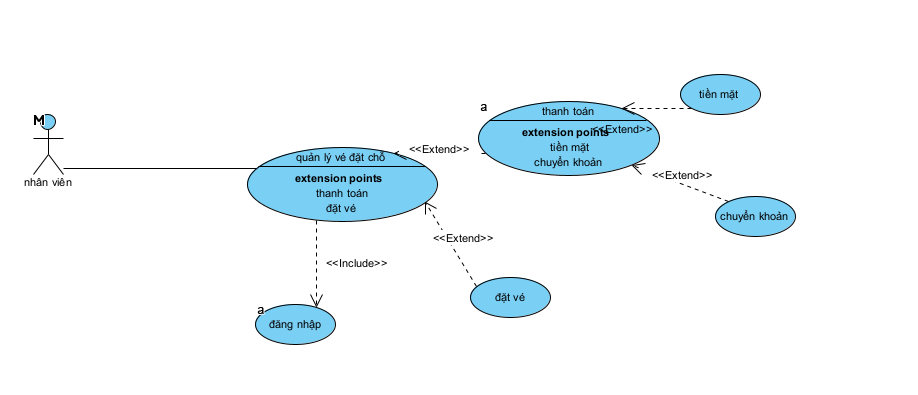 tiền mặt
a
thanh toán
extension points
<<Extend>>
tiền mặt
chuyển khoản
M
nhân viên
<<Extend>>
quản lý vé đặt chỗ
extension points
thanh toán
đặt vé
<<Extend>>
chuyển khoản
<<Extend>>
<<Include>>
đặt vé
a
đăng nhập